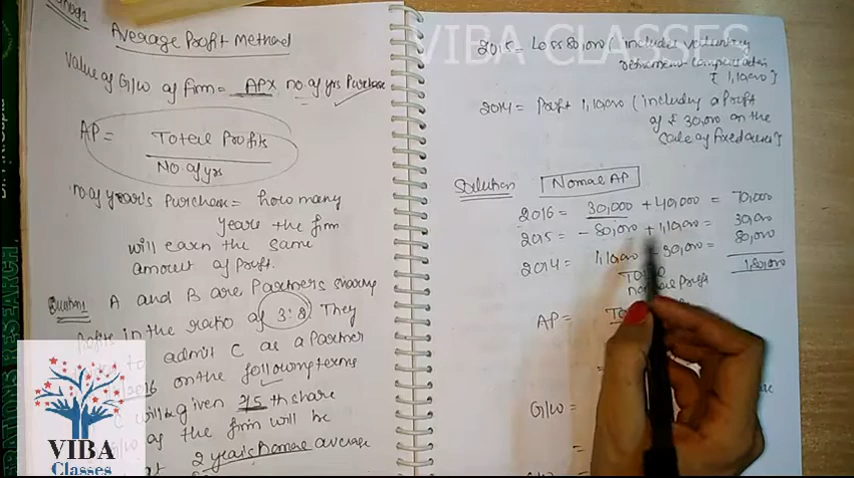 Average Profit Method
Value of G/W of firm = AP x no. of yrs Purchase
AP = Total Profits
No. of yrs
no. of year's Purchase = how many
years the firm
will earn the same
amount of Profit.
A and B are Partners sharing
Profits in the ratio of 3:2. They
admit C as a Partner
2016 on the following terms
C will given 2/5 th share
G/W of the firm will be
2 years Normal average
VIBA
Classes
VIBA CLASSES
2015 = Loss 80,000 ( includes voluntary
retirement compensation
₹ 1,10,000 )
2014 = Profit 1,10,000 (including a Profit
of ₹ 30,000 on the
sale of fixed assets)
Solution Normal AP
2016 = 30,000 + 40,000 = 70,000
2015 = - 80,000 + 1,10,000 = 30,000
2014 = 1,10,000 - 30,000 = 80,000
1,80,000
Normal Profit
AP =
=
G/W =